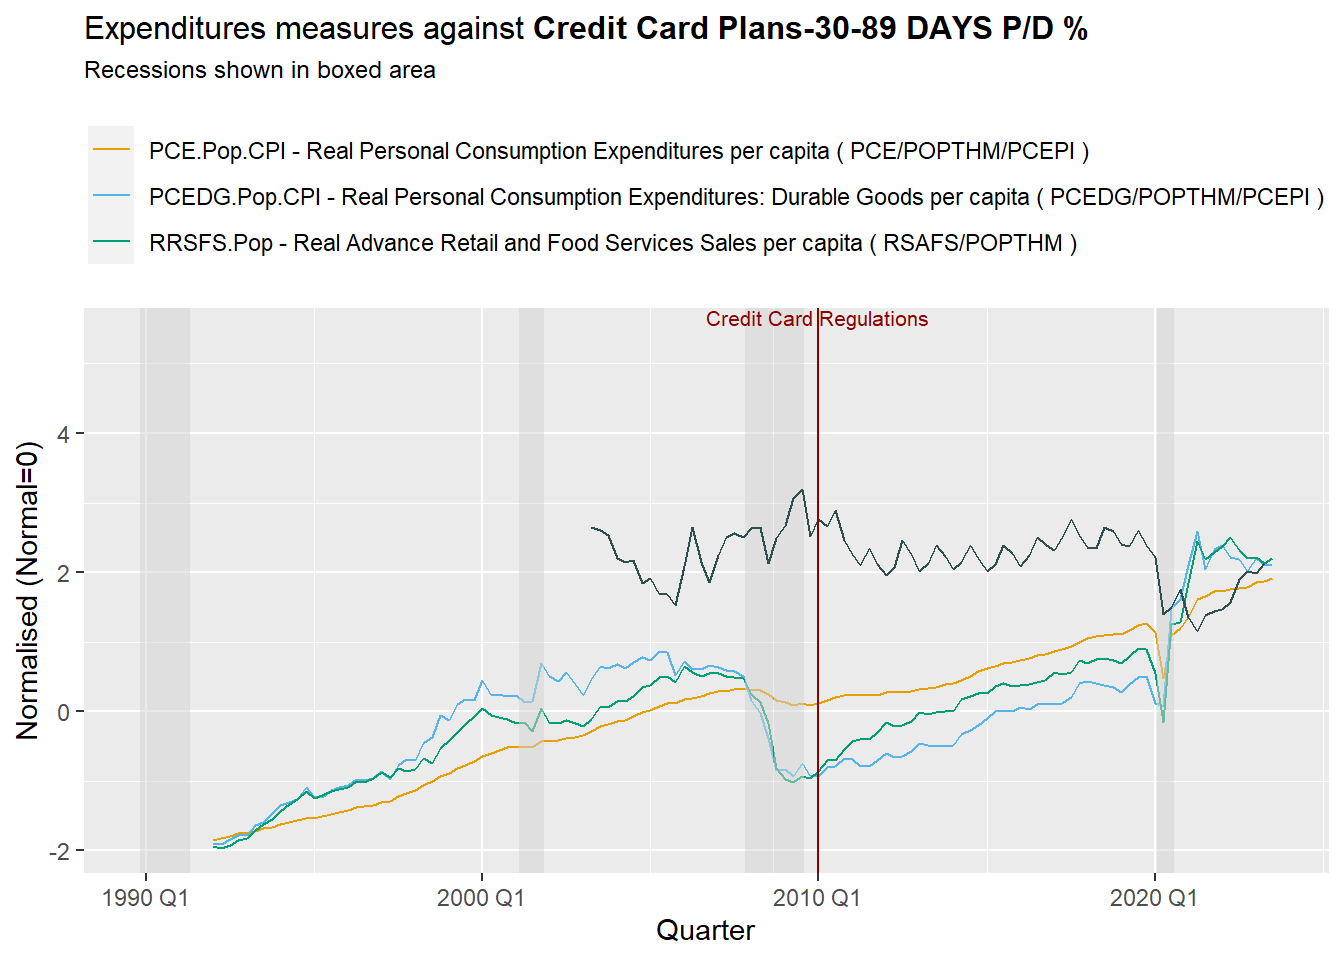 Expenditures measures against Credit Card Plans-30-89 DAYS P/D %
Recessions shown in boxed area
PCE.Pop.CPI - Real Personal Consumption Expenditures per capita ( PCE/POPTHM/PCEPI )
PCEDG.Pop.CPI - Real Personal Consumption Expenditures: Durable Goods per capita ( PCEDG/POPTHM/PCEPI )
RRSFS.Pop - Real Advance Retail and Food Services Sales per capita ( RSAFS/POPTHM )
Credit Card Regulations
4
2
0
-2
Normalised (Normal=0)
1990 Q1
2000 Q1
2010 Q1
2020 Q1
Quarter